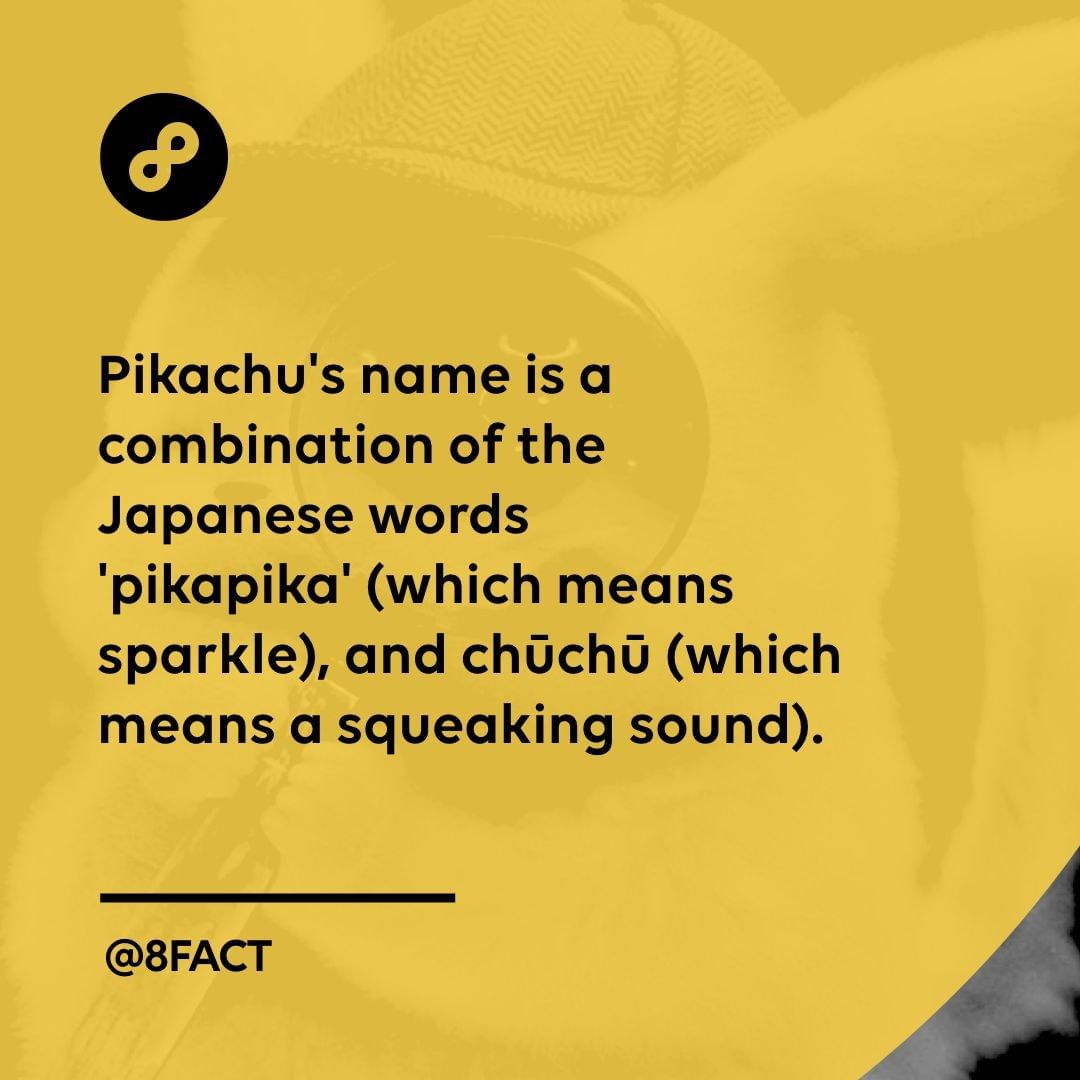 Pikachu's name is a
combination of the
Japanese words
'pikapika' (which means
sparkle), and chūchū (which
means a squeaking sound).
@8FACT